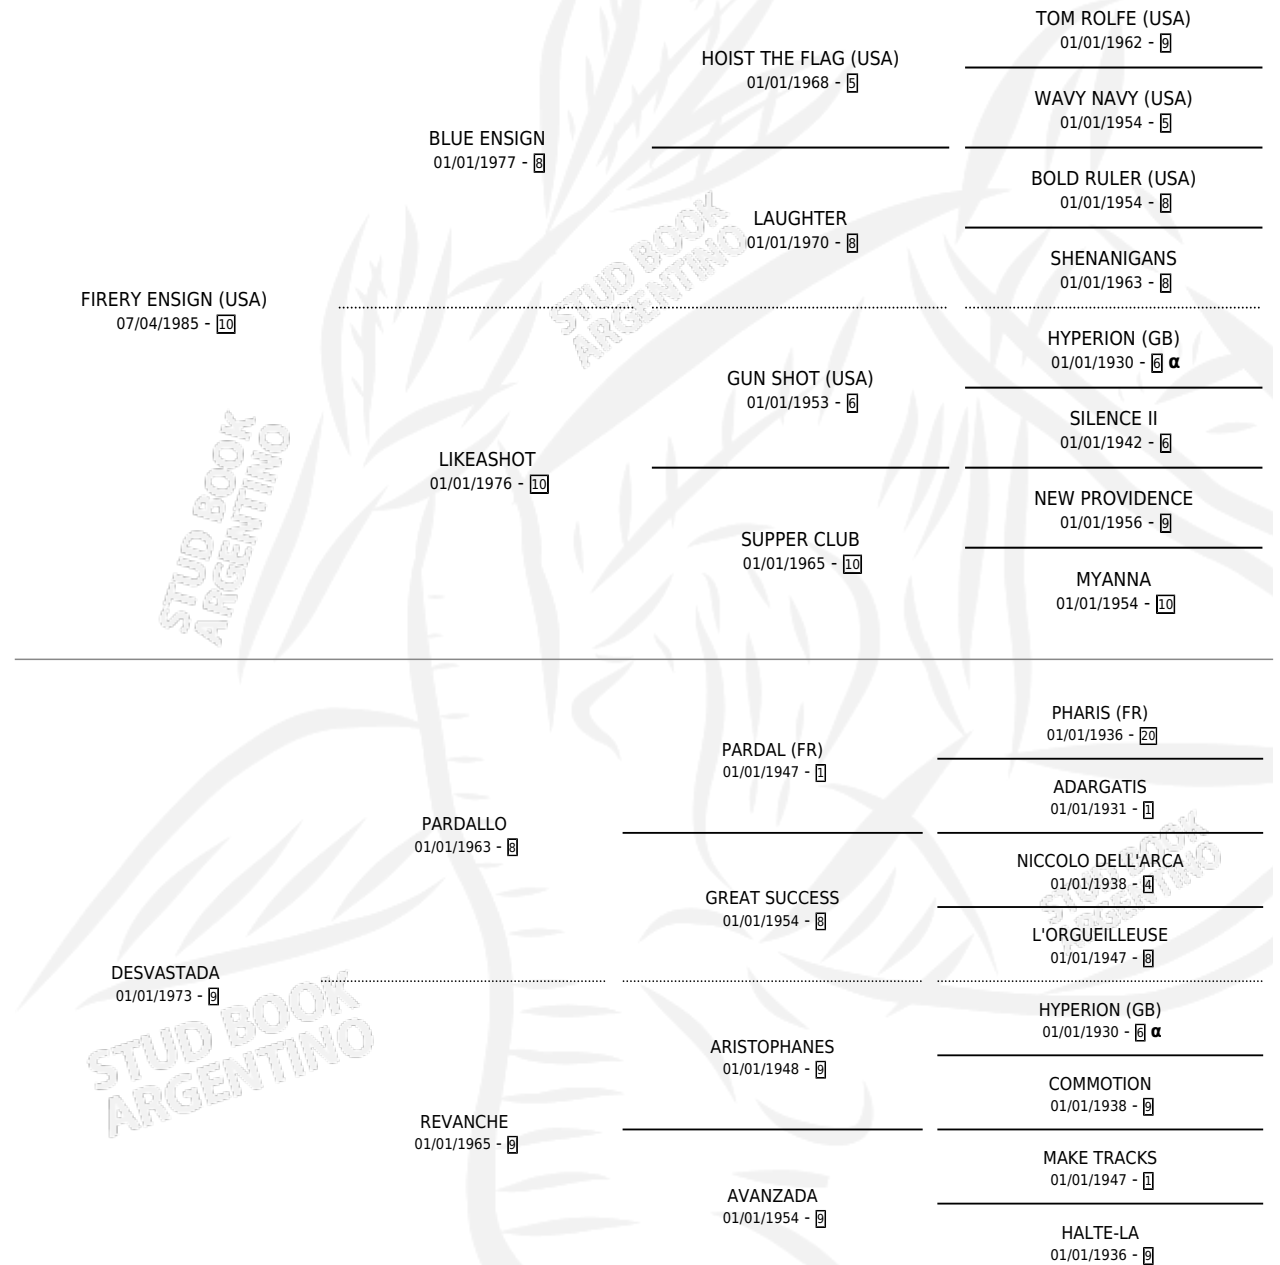 TOM ROLFE (USA)
01/01/1962 - 9
HOIST THE FLAG (USA)
01/01/1968 - 5
WAVY NAVY (USA)
01/01/1954 - 5
BLUE ENSIGN
01/01/1977 - 8
BOLD RULER (USA)
01/01/1954 - 8
LAUGHTER
01/01/1970 - 8
SHENANIGANS
01/01/1963 - 8
FIRERY ENSIGN (USA)
07/04/1985 - 10
HYPERION (GB)
01/01/1930 - 6 α
GUN SHOT (USA)
01/01/1953 - 6
SILENCE II
01/01/1942 - 6
LIKEASHOT
01/01/1976 - 10
NEW PROVIDENCE
01/01/1956 - 9
SUPPER CLUB
01/01/1965 - 10
MYANNA
01/01/1954 - 10
PHARIS (FR)
01/01/1936 - 20
PARDAL (FR)
01/01/1947 - 1
ADARGATIS
01/01/1931 - 1
PARDALLO
01/01/1963 - 8
NICCOLO DELL'ARCA
01/01/1938 - 4
GREAT SUCCESS
01/01/1954 - 8
L'ORGUEILLEUSE
01/01/1947 - 8
DESVASTADA
01/01/1973 - 9
HYPERION (GB)
01/01/1930 - 6 α
ARISTOPHANES
01/01/1948 - 9
COMMOTION
01/01/1938 - 9
REVANCHE
01/01/1965 - 9
MAKE TRACKS
01/01/1947 - 1
AVANZADA
01/01/1954 - 9
HALTE-LA
01/01/1936 - 9
STUD BOOK
ARGENTINO
STUD BOOK
ARGENTINO
STUD BOOK
ARGENTINO
STUD BOOK
ARGENTINO